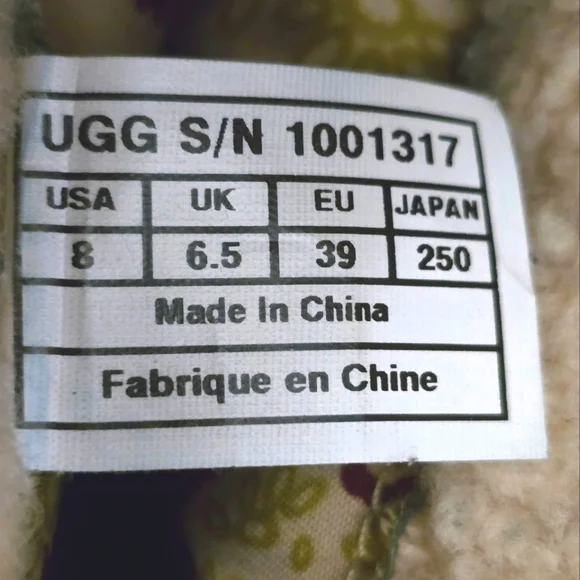 UGG S/N 1001317
USA UK EU JAPAN
8 6.5 39 250
Made In China
Fabrique en Chine